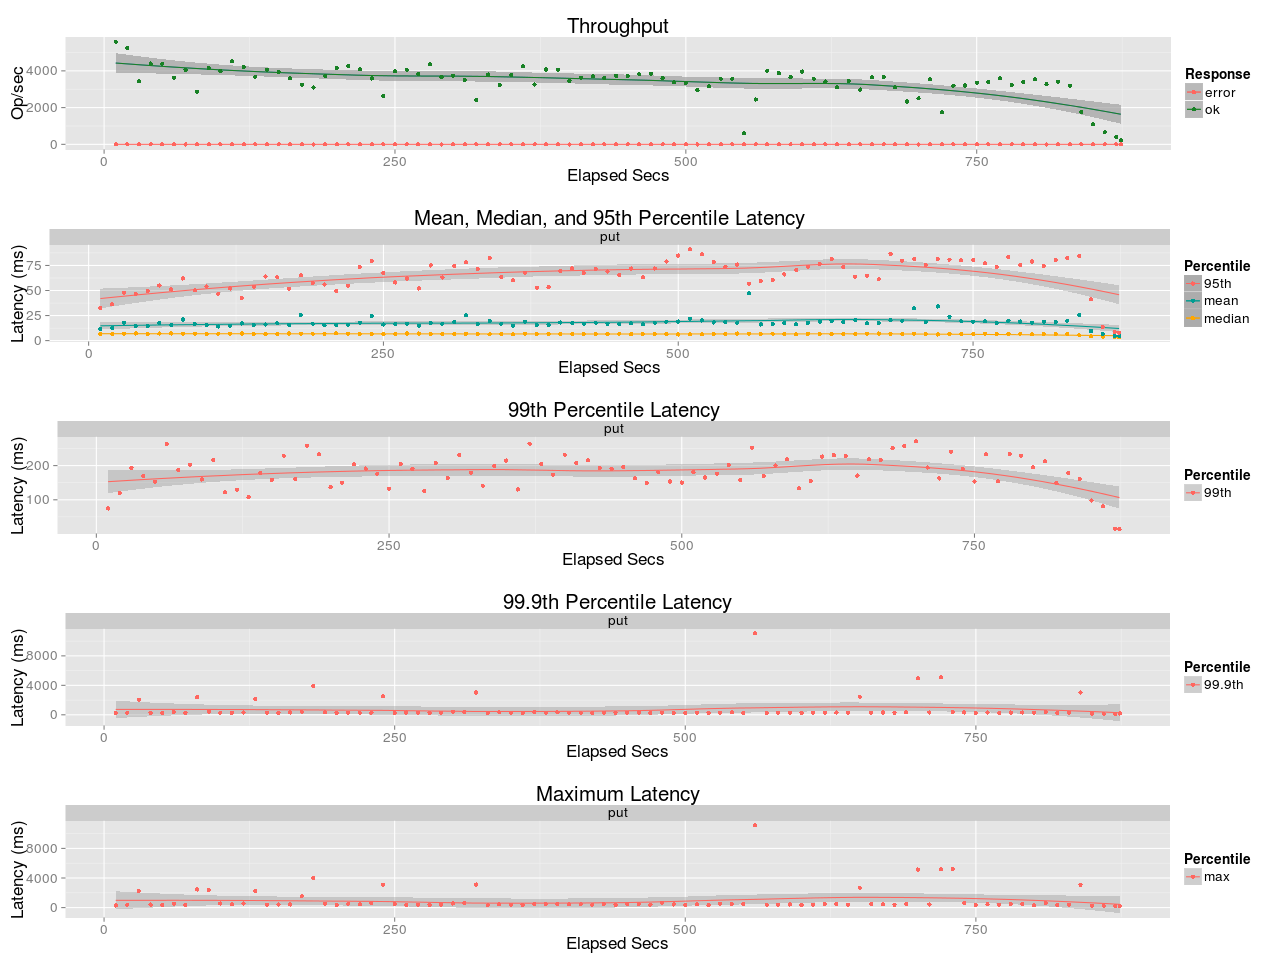 Throughput
Op/sec
4000
2000
0
0 250 500 750
Elapsed Secs
Response
error
ok
Mean, Median, and 95th Percentile Latency
put
Latency (ms)
75
50
25
0
0 250 500 750
Elapsed Secs
Percentile
95th
mean
median
99th Percentile Latency
put
Latency (ms)
200
100
0 250 500 750
Elapsed Secs
Percentile
99th
99.9th Percentile Latency
put
Latency (ms)
8000
4000
0
0 250 500 750
Elapsed Secs
Percentile
99.9th
Maximum Latency
put
Latency (ms)
8000
4000
0
0 250 500 750
Elapsed Secs
Percentile
max